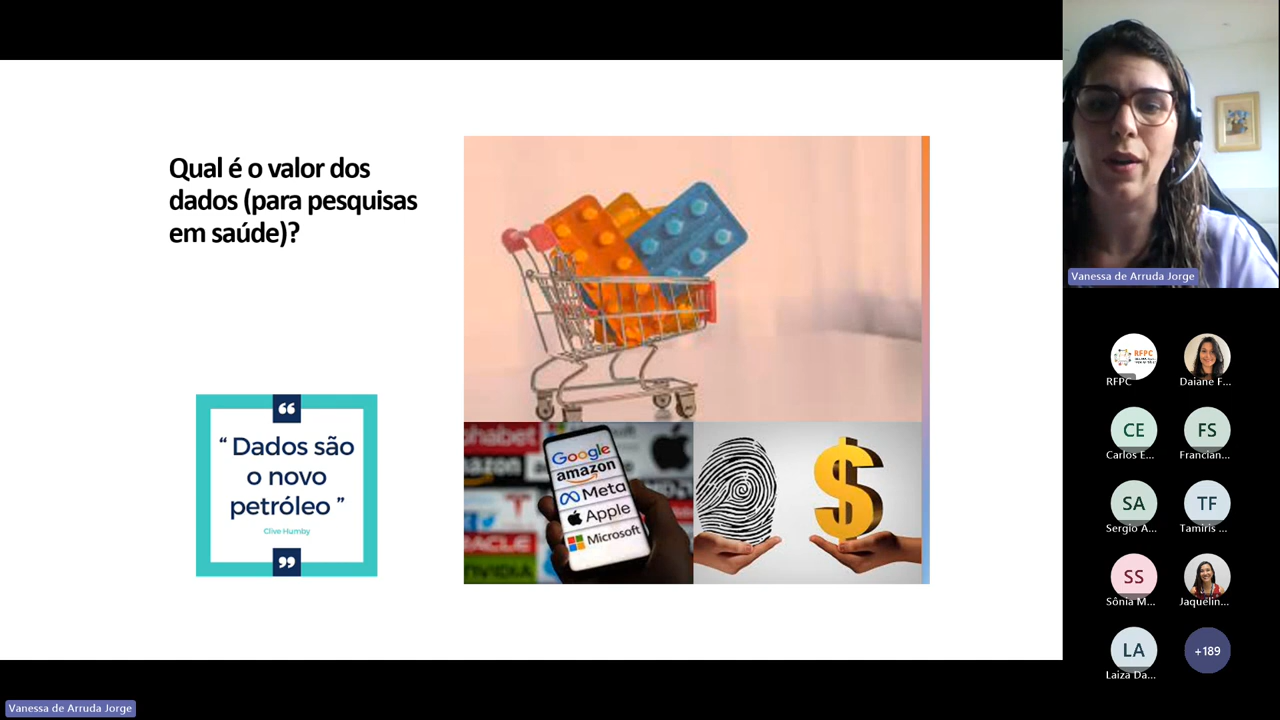 Qual é o valor dos
dados (para pesquisas
em saúde)?
“ Dados são
o novo
petróleo ”
Clive Humby
Google
amazon
Meta
Apple
Microsoft
$
Vanessa de Arruda Jorge
RFPC
RFPC
Daiane F...
CE
Carlos E...
FS
Francian...
SA
Sergio A...
TF
Tamiris ...
SS
Sônia M...
Jaquelin...
LA
Laiza Da...
+189
Vanessa de Arruda Jorge